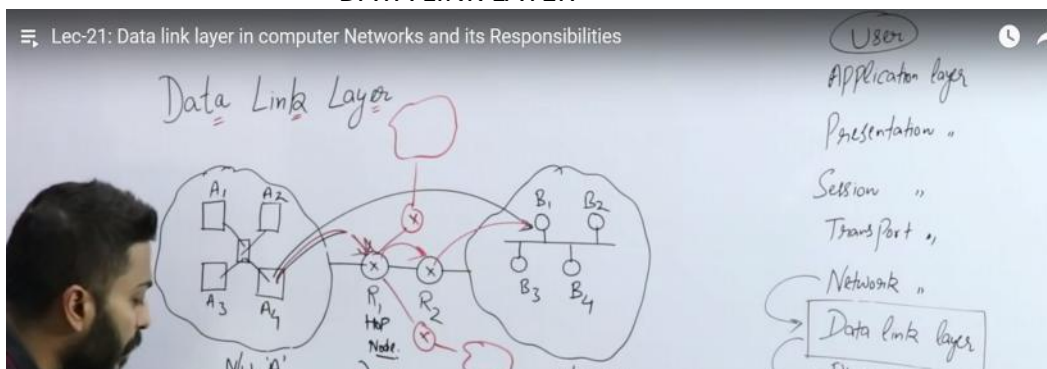 Lec-21: Data link layer in computer Networks and its Responsibilities
Data Link Layer
User
Application layer
Presentation "
Session "
Transport "
Network "
Data link layer
A1 A2
A3 A4
R1 R2
Hop
Node.
B1 B2
B3 B4
'A'